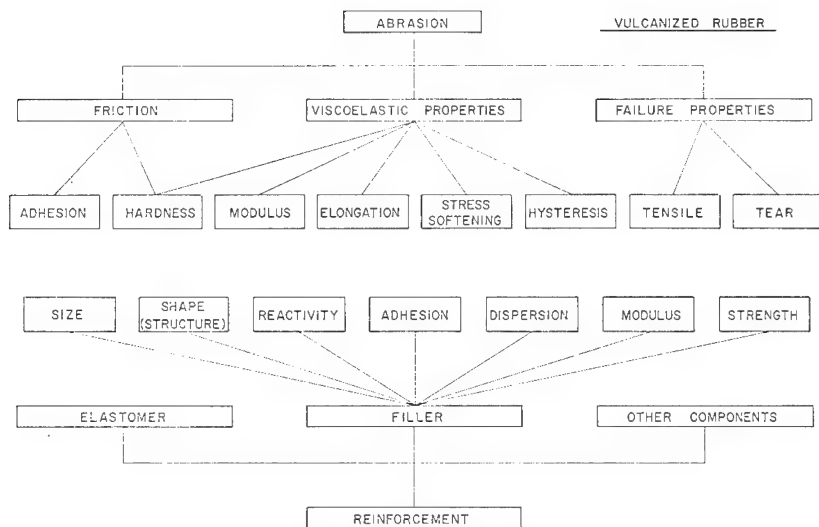 ABRASION
VULCANIZED RUBBER
FRICTION
VISCOELASTIC PROPERTIES
FAILURE PROPERTIES
ADHESION
HARDNESS
MODULUS
ELONGATION
STRESS
SOFTENING
HYSTERESIS
TENSILE
TEAR
SIZE
SHAPE
(STRUCTURE)
REACTIVITY
ADHESION
DISPERSION
MODULUS
STRENGTH
ELASTOMER
FILLER
OTHER COMPONENTS
REINFORCEMENT